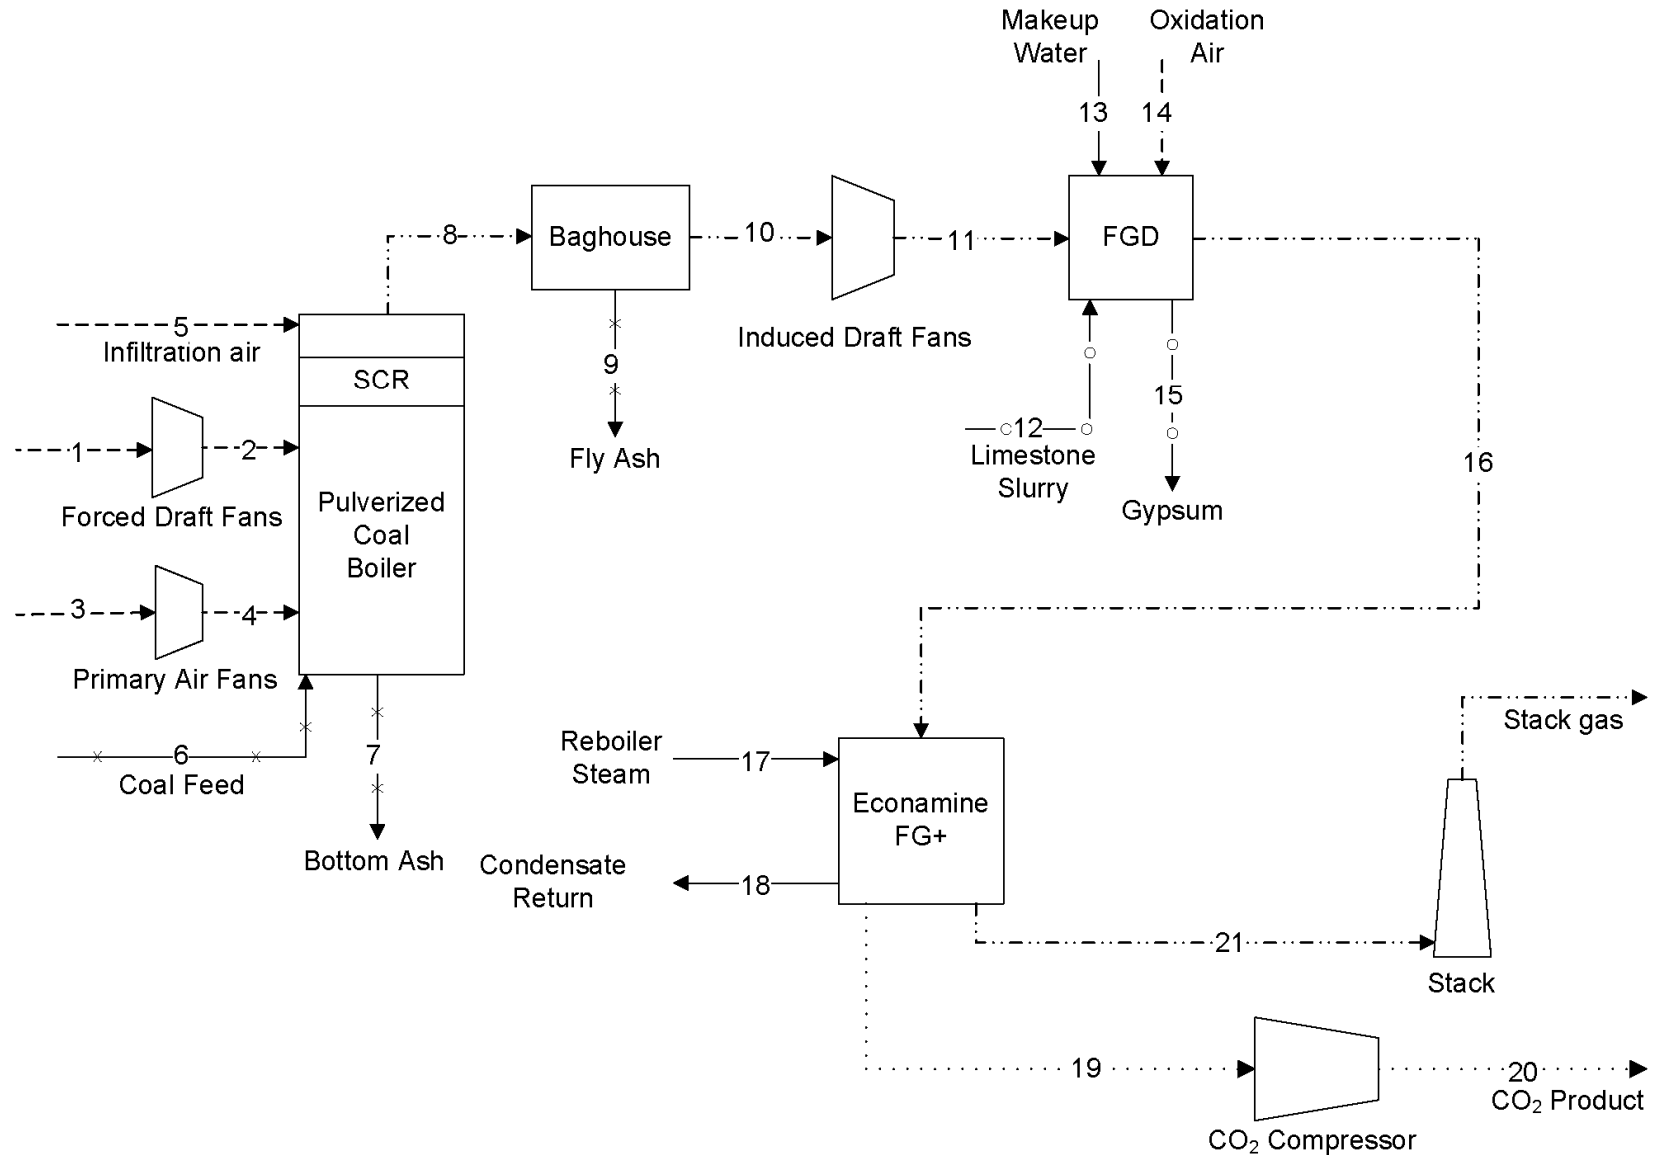 Makeup
Water
Oxidation
Air
13
14
8
Baghouse
10
11
FGD
5
Infiltration air
SCR
Induced Draft Fans
9
Fly Ash
1
2
Forced Draft Fans
Pulverized
Coal
Boiler
12
Limestone
Slurry
15
Gypsum
16
3
4
Primary Air Fans
6
Coal Feed
7
Bottom Ash
Reboiler
Steam
17
Econamine
FG+
Condensate
Return
18
Stack gas
21
Stack
19
20
CO2 Product
CO2 Compressor